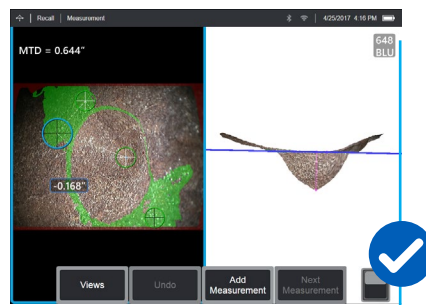 Recall | Measurement
4/25/2017 4:16 PM
MTD = 0.644"
648
BLU
-0.168"
Views
Undo
Add
Measurement
Next
Measurement